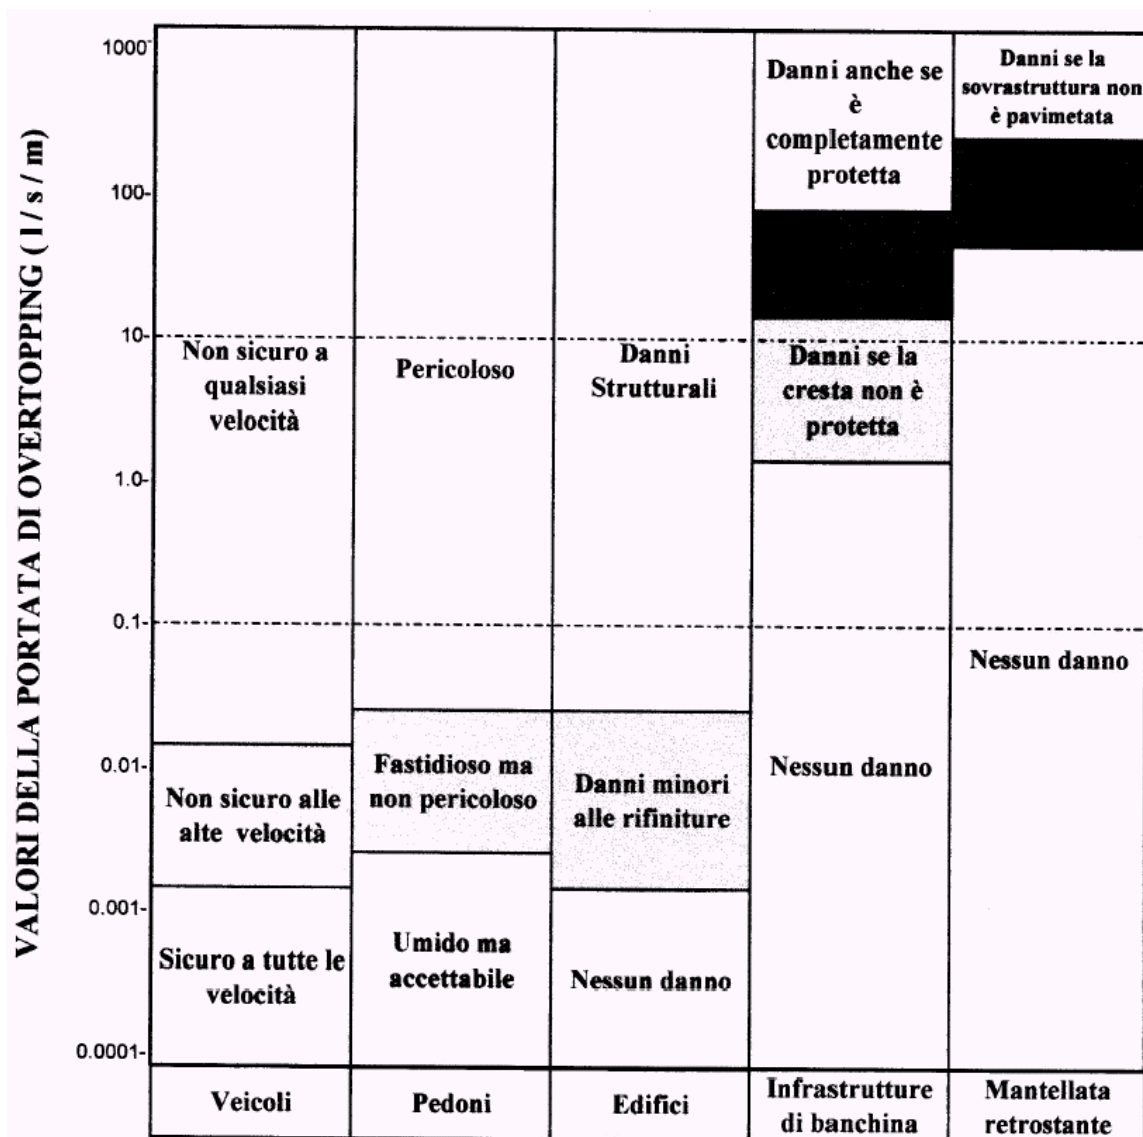 VALORI DELLA PORTATA DI OVERTOPPING ( l / s / m)
1000-
100-
10-
1.0-
0.1-
0.01-
0.001-
0.0001-
Non sicuro a
qualsiasi
velocità
Non sicuro alle
alte velocità
Sicuro a tutte le
velocità
Veicoli
Pericoloso
Fastidioso ma
non pericoloso
Umido ma
accettabile
Pedoni
Danni
Strutturali
Danni minori
alle rifiniture
Nessun danno
Edifici
Danni anche se
è
completamente
protetta
Danni se la
cresta non è
protetta
Nessun danno
Infrastrutture
di banchina
Danni se la
sovrastruttura non
è pavimetata
Nessun danno
Mantellata
retrostante